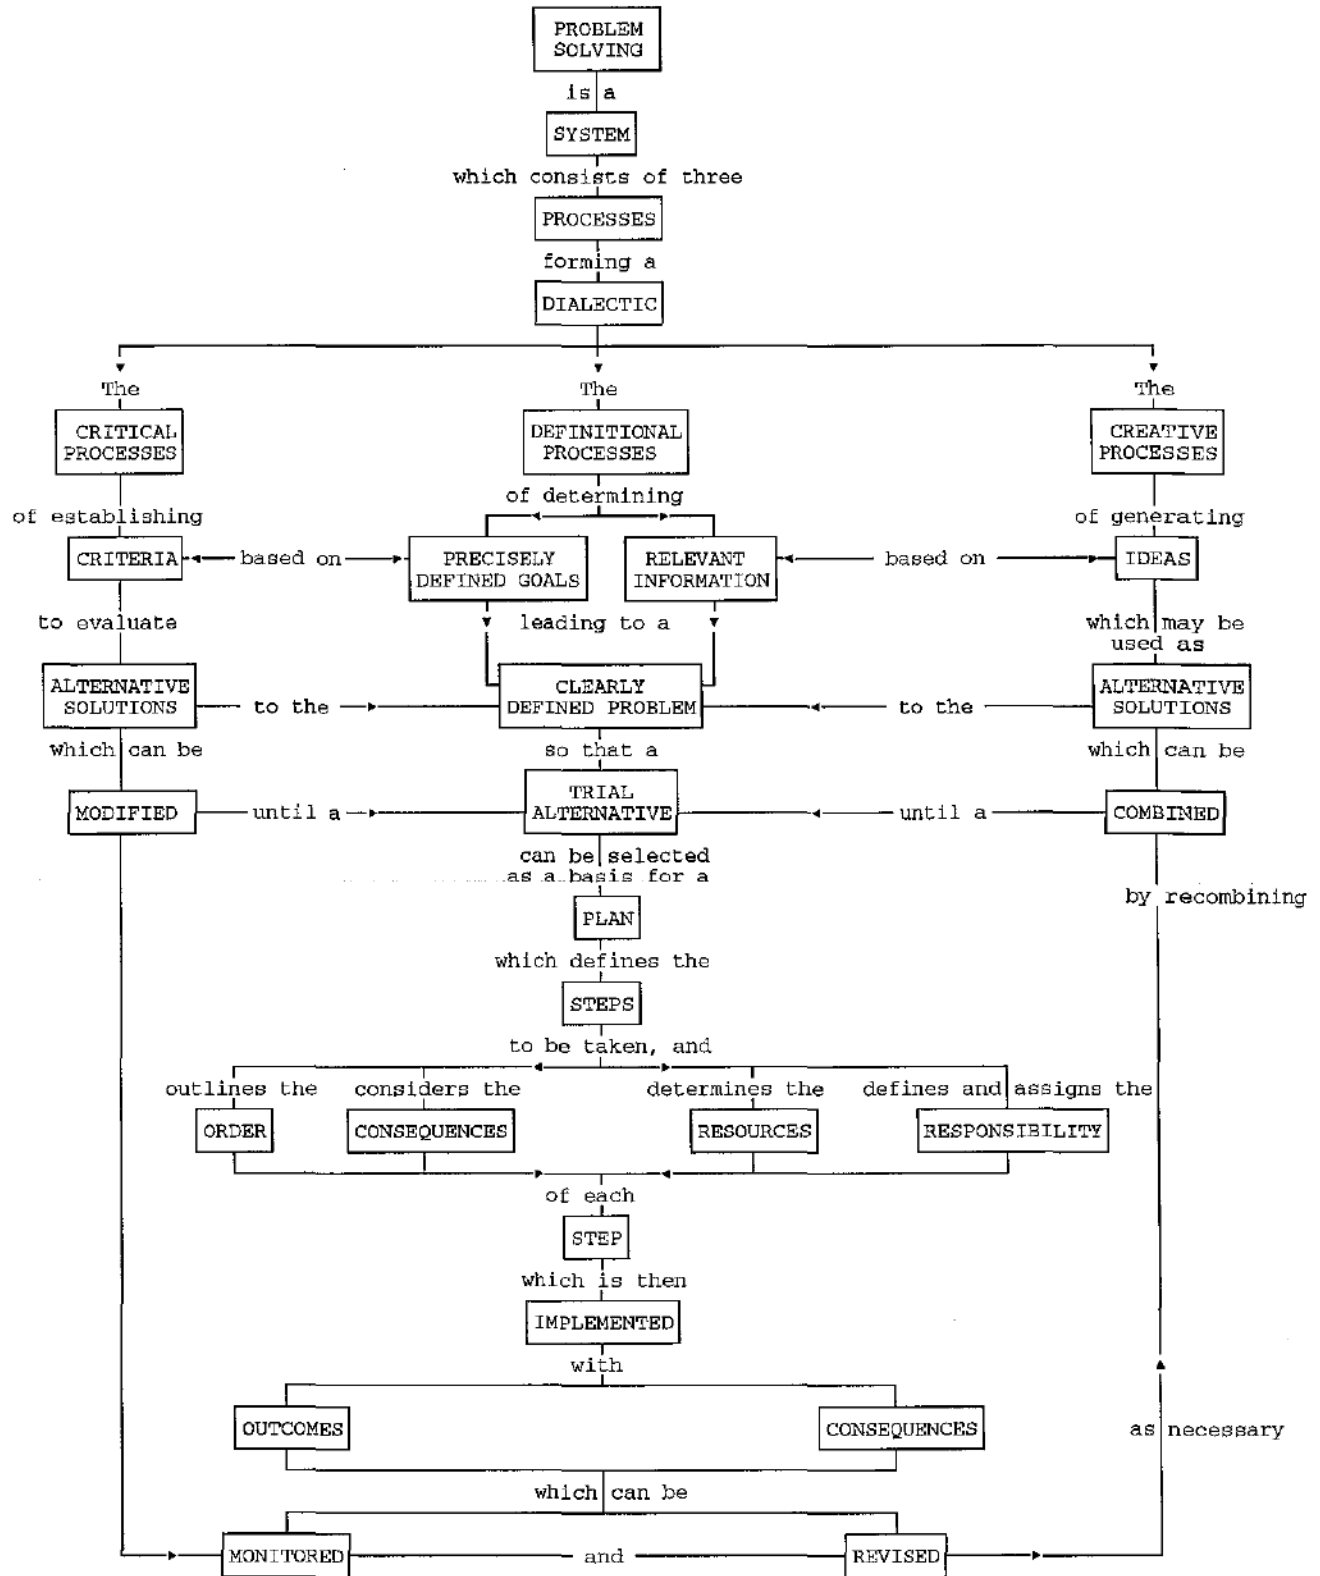 PROBLEM
SOLVING
is a
SYSTEM
which consists of three
PROCESSES
forming a
DIALECTIC
The The The
CRITICAL
PROCESSES
DEFINITIONAL
PROCESSES
CREATIVE
PROCESSES
of establishing
of determining
of generating
CRITERIA
based on
PRECISELY
DEFINED GOALS
RELEVANT
INFORMATION
based on
IDEAS
to evaluate
leading to a
which may be
used as
ALTERNATIVE
SOLUTIONS
to the
CLEARLY
DEFINED PROBLEM
to the
ALTERNATIVE
SOLUTIONS
which can be
so that a
which can be
MODIFIED
until a
TRIAL
ALTERNATIVE
until a
COMBINED
can be selected
as a basis for a
by recombining
PLAN
which defines the
STEPS
to be taken, and
outlines the
considers the
determines the
defines and assigns the
ORDER
CONSEQUENCES
RESOURCES
RESPONSIBILITY
of each
STEP
which is then
IMPLEMENTED
with
OUTCOMES
CONSEQUENCES
as necessary
which can be
MONITORED
and
REVISED